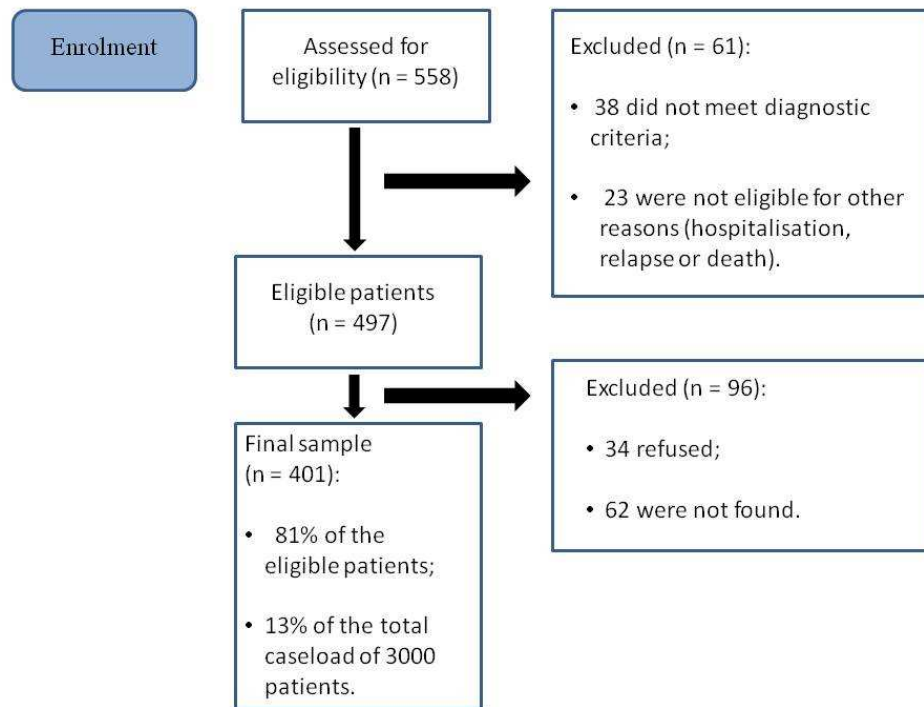 Enrolment
Assessed for
eligibility (n = 558)
Excluded (n = 61):
• 38 did not meet diagnostic
criteria;
• 23 were not eligible for other
reasons (hospitalisation,
relapse or death).
Eligible patients
(n = 497)
Excluded (n = 96):
• 34 refused;
• 62 were not found.
Final sample
(n = 401):
• 81% of the
eligible patients;
• 13% of the total
caseload of 3000
patients.